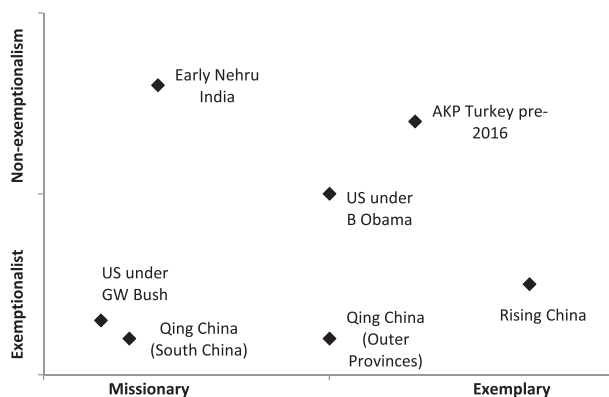 Non-exemptionalism
Early Nehru
India
AKP Turkey pre-
2016
US under
B Obama
Exemptionalist
US under
GW Bush
Qing China
(South China)
Qing China
(Outer
Provinces)
Rising China
Missionary
Exemplary